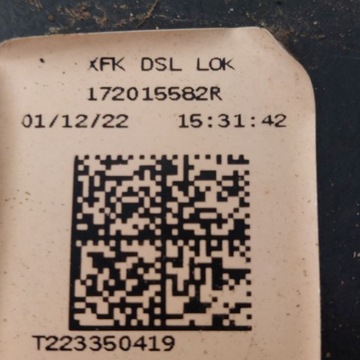 XFK DSL LOK
172015582R
01/12/22 15:31:42
T223350419